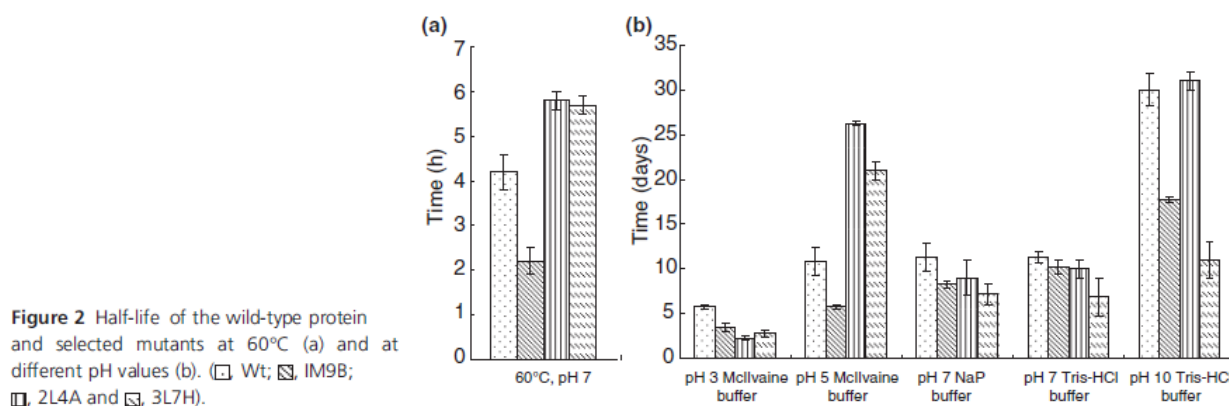 (a)
7
6
5
4
3
2
1
0
Time (h)
60°C, pH 7
(b)
35
30
25
20
15
10
5
0
Time (days)
pH 3 McIlvaine
buffer
pH 5 McIlvaine
buffer
pH 7 NaP
buffer
pH 7 Tris-HCl
buffer
pH 10 Tris-HC
buffer
Figure 2 Half-life of the wild-type protein
and selected mutants at 60°C (a) and at
different pH values (b). (, Wt; , IM9B;
, 2L4A and , 3L7H).